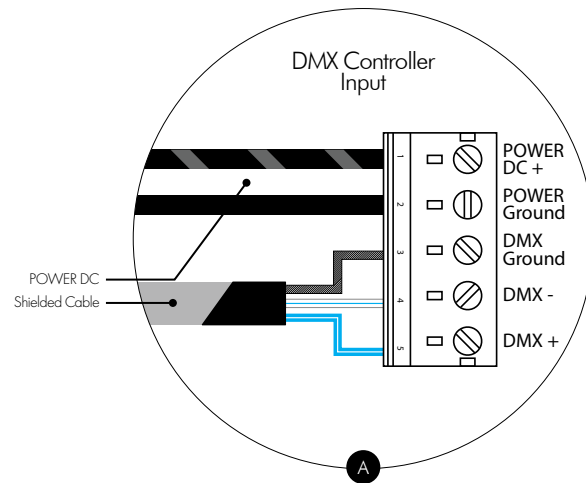 DMX Controller
Input
1
POWER
DC +
2
POWER
Ground
3
DMX
Ground
4
DMX -
5
DMX +
POWER DC
Shielded Cable
A